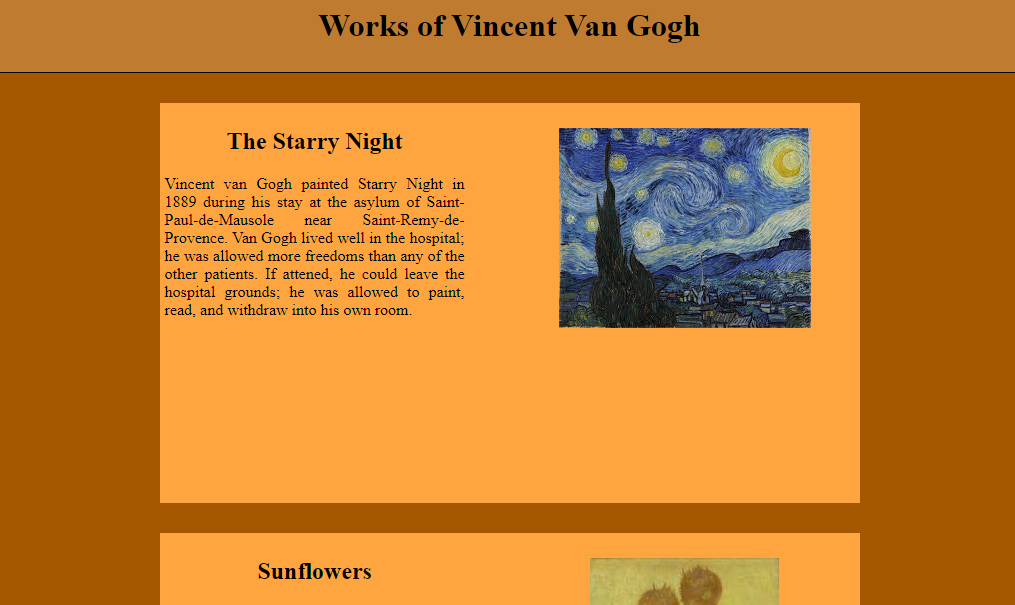 Works of Vincent Van Gogh
The Starry Night
Vincent van Gogh painted Starry Night in
1889 during his stay at the asylum of Saint-
Paul-de-Mausole near Saint-Remy-de-
Provence. Van Gogh lived well in the hospital;
he was allowed more freedoms than any of the
other patients. If attened, he could leave the
hospital grounds; he was allowed to paint,
read, and withdraw into his own room.
Sunflowers